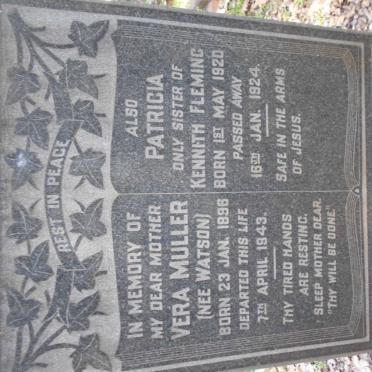 REST IN PEACE
IN MEMORY OF
MY DEAR MOTHER
VERA MULLER
(NEE WATSON)
BORN 23 JAN. 1896
DEPARTED THIS LIFE
7TH APRIL 1943.
THY TIRED HANDS
ARE RESTING.
SLEEP MOTHER DEAR.
"THY WILL BE DONE"
ALSO
PATRICIA
ONLY SISTER OF
KENNITH FLEMING
BORN 1ST MAY 1920
PASSED AWAY
16TH JAN. 1924.
SAFE IN THE ARMS
OF JESUS.